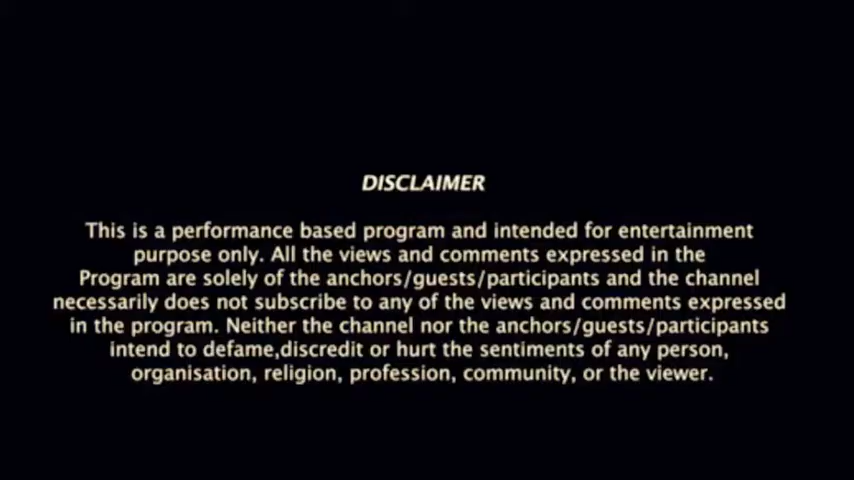 DISCLAIMER
This is a performance based program and intended for entertainment
purpose only. All the views and comments expressed in the
Program are solely of the anchors/guests/participants and the channel
necessarily does not subscribe to any of the views and comments expressed
in the program. Neither the channel nor the anchors/guests/participants
intend to defame,discredit or hurt the sentiments of any person,
organisation, religion, profession, community, or the viewer.